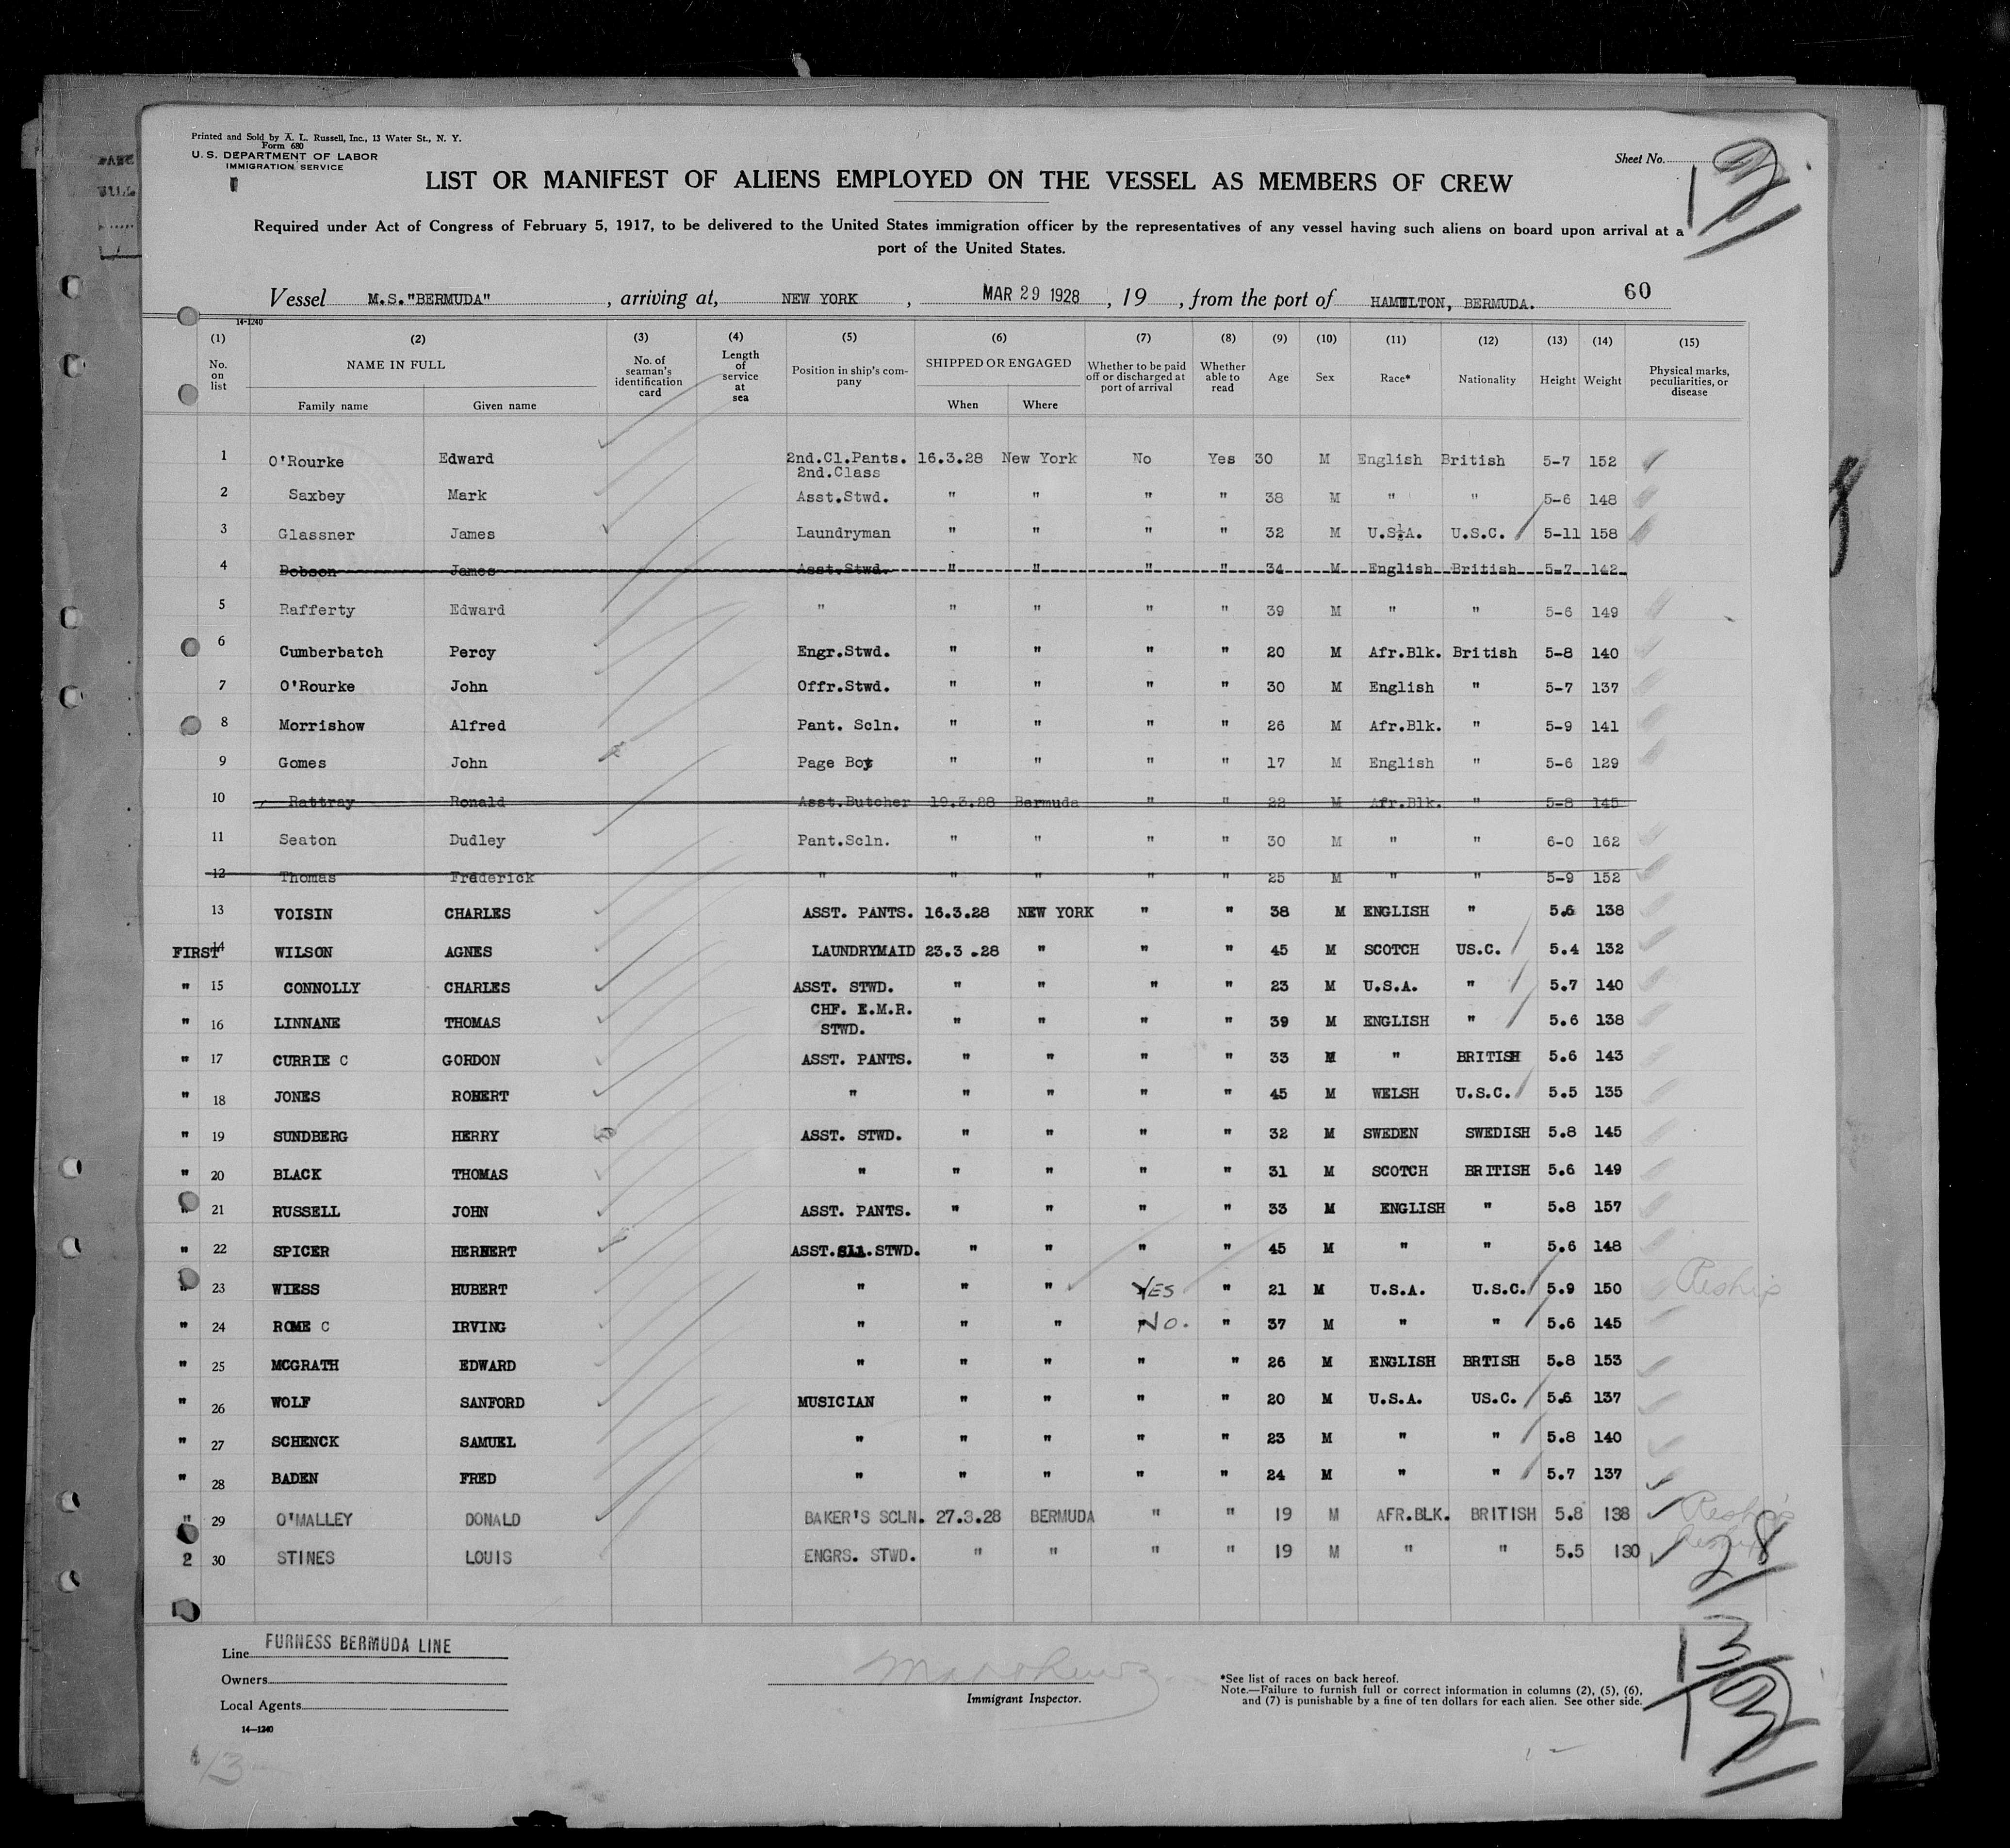 Printed and Sold by A. L. Russell, Inc., 13 Water St., N. Y.
Form 680
U. S. DEPARTMENT OF LABOR
IMMIGRATION SERVICE
Sheet No.
LIST OR MANIFEST OF ALIENS EMPLOYED ON THE VESSEL AS MEMBERS OF CREW
Required under Act of Congress of February 5, 1917, to be delivered to the United States immigration officer by the representatives of any vessel having such aliens on board upon arrival at a
port of the United States.
Vessel M.S."BERMUDA" , arriving at, NEW YORK , MAR 29 1928 , 19 , from the port of HAMILTON, BERMUDA. 60
14-1240
(1) (2) (3) (4) (5) (6) (7) (8) (9) (10) (11) (12) (13) (14) (15)
No. on list NAME IN FULL Family name Given name No. of seaman's identification card Length of service at sea Position in ship's company SHIPPED OR ENGAGED When Where Whether to be paid off or discharged at port of arrival Whether able to read Age Sex Race* Nationality Height Weight Physical marks, peculiarities, or disease
1 O'Rourke Edward 2nd.Cl.Pants. 16.3.28 New York No Yes 30 M English British 5-7 152
2 Saxbey Mark 2nd.Class Asst.Stwd. " " " " 38 M " " 5-6 148
3 Glassner James Laundryman " " " " 32 M U.S.A. U.S.C. 5-11 158
4 Dobson James Asst.Stwd. " " " " 34 M English British 5-7 142
5 Rafferty Edward " " " " " 39 M " " 5-6 149
6 Cumberbatch Percy Engr.Stwd. " " " " 20 M Afr.Blk. British 5-8 140
7 O'Rourke John Offr.Stwd. " " " " 30 M English " 5-7 137
8 Morrishow Alfred Pant. Scln. " " " " 26 M Afr.Blk. " 5-9 141
9 Gomes John Page Boy " " " " 17 M English " 5-6 129
10 Rattray Ronald Asst.Butcher 19.3.28 Bermuda " " 22 M Afr.Blk. " 5-8 145
11 Seaton Dudley Pant.Scln. " " " " 30 M " " 6-0 162
12 Thomas Frederick " " " " " 25 M " " 5-9 152
13 VOISIN CHARLES ASST. PANTS. 16.3.28 NEW YORK " " 38 M ENGLISH " 5.6 138
FIRST 14 WILSON AGNES LAUNDRYMAID 23.3.28 " " " 45 M SCOTCH US.C. 5.4 132
" 15 CONNOLLY CHARLES ASST. STWD. " " " " 23 M U.S.A. " 5.7 140
" 16 LINNANE THOMAS CHF. E.M.R. STWD. " " " " 39 M ENGLISH " 5.6 138
" 17 CURRIE C GORDON ASST. PANTS. " " " " 33 M " BRITISH 5.6 143
" 18 JONES ROBERT " " " " " 45 M WELSH U.S.C. 5.5 135
" 19 SUNDBERG HERRY ASST. STWD. " " " " 32 M SWEDEN SWEDISH 5.8 145
" 20 BLACK THOMAS " " " " " 31 M SCOTCH BRITISH 5.6 149
" 21 RUSSELL JOHN ASST. PANTS. " " " " 33 M ENGLISH " 5.8 157
" 22 SPICER HERBERT ASST. STWD. " " " " 45 M " " 5.6 148
" 23 WIESS HUBERT " " " YES " 21 M U.S.A. U.S.C. 5.9 150 Reship
" 24 ROME C IRVING " " " No. " 37 M " " 5.6 145
" 25 MCGRATH EDWARD " " " " " 26 M ENGLISH BRTISH 5.8 153
" 26 WOLF SANFORD MUSICIAN " " " " 20 M U.S.A. US.C. 5.6 137
" 27 SCHENCK SAMUEL " " " " " 23 M " " 5.8 140
" 28 BADEN FRED " " " " " 24 M " " 5.7 137
" 29 O'MALLEY DONALD BAKER'S SCLN. 27.3.28 BERMUDA " " 19 M AFR.BLK. BRITISH 5.8 138 Reship
2 30 STINES LOUIS ENGRS. STWD. " " " " 19 M " " 5.5 130 Reship
28
Line FURNESS BERMUDA LINE
Owners
Local Agents
14—1240
Immigrant Inspector.
*See list of races on back hereof.
Note.—Failure to furnish full or correct information in columns (2), (5), (6),
and (7) is punishable by a fine of ten dollars for each alien. See other side.
13